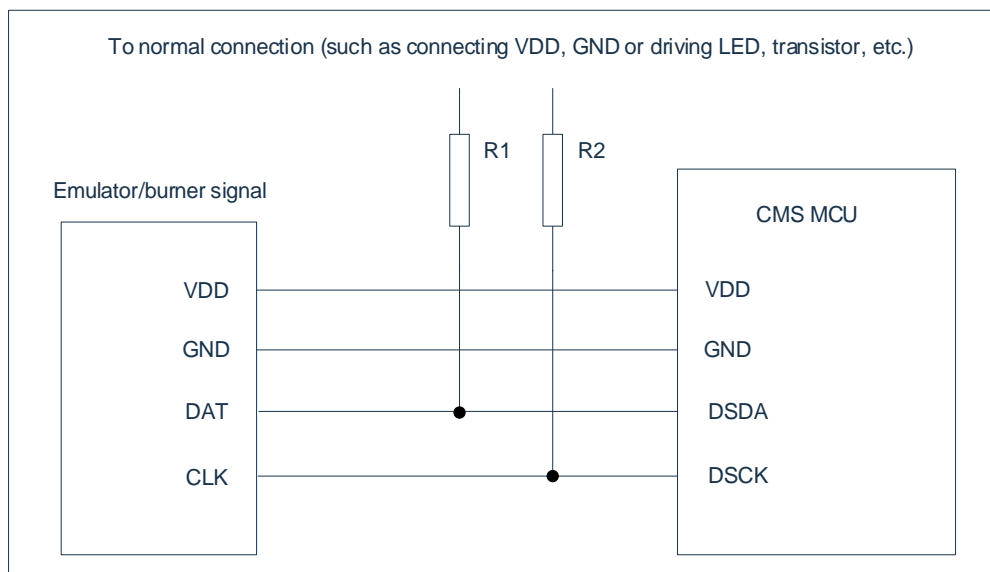 To normal connection (such as connecting VDD, GND or driving LED, transistor, etc.)
R1
R2
Emulator/burner signal
CMS MCU
VDD
VDD
GND
GND
DAT
DSDA
CLK
DSCK